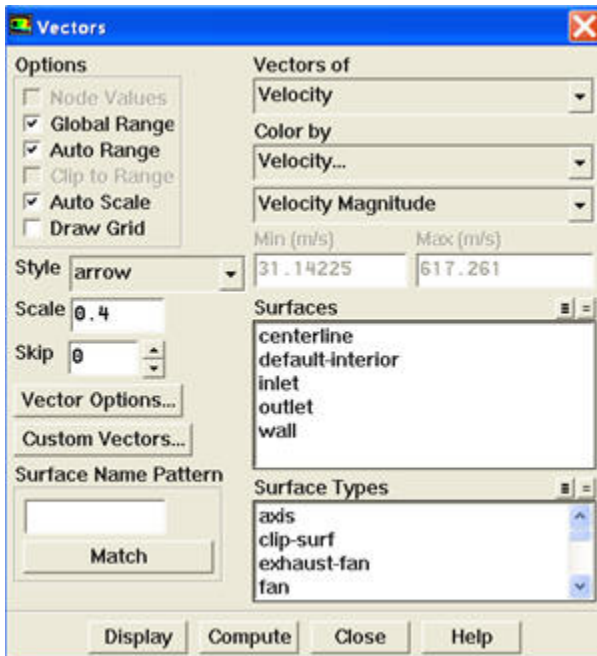 Vectors
Options
Node Values
Global Range
Auto Range
Clip to Range
Auto Scale
Draw Grid
Style arrow
Scale 0.4
Skip 0
Vector Options...
Custom Vectors...
Surface Name Pattern
Match
Vectors of
Velocity
Color by
Velocity...
Velocity Magnitude
Min (m/s) Max (m/s)
31.14225 617.261
Surfaces
centerline
default-interior
inlet
outlet
wall
Surface Types
axis
clip-surf
exhaust-fan
fan
Display Compute Close Help